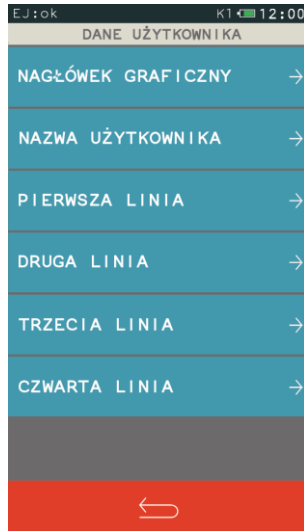 EJ:ok K1 12:00
DANE UŻYTKOWNIKA
NAGŁÓWEK GRAFICZNY
NAZWA UŻYTKOWNIKA
PIERWSZA LINIA
DRUGA LINIA
TRZECIA LINIA
CZWARTA LINIA